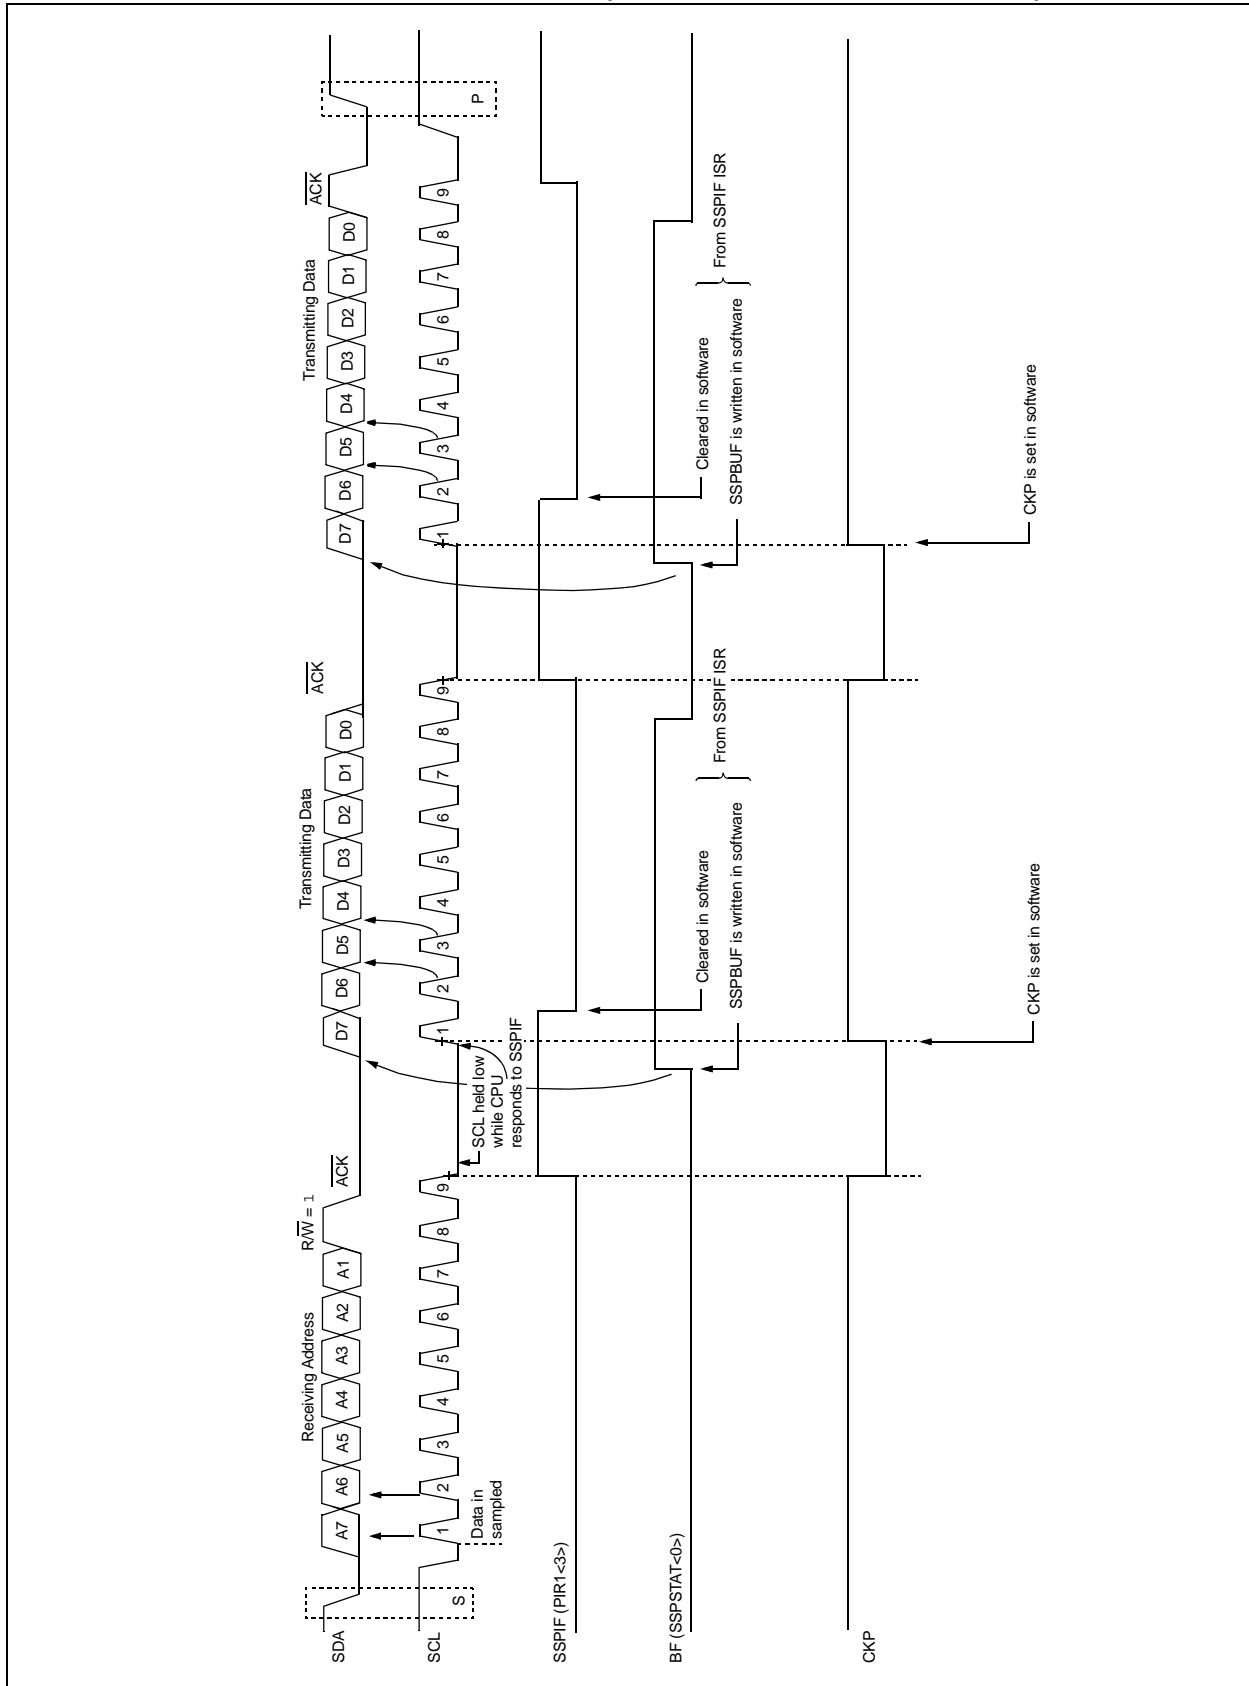 Receiving Address
R/W = 1
ACK
Transmitting Data
ACK
Transmitting Data
ACK
SDA
A7
A6
A5
A4
A3
A2
A1
D7
D6
D5
D4
D3
D2
D1
D0
D7
D6
D5
D4
D3
D2
D1
D0
SCL
S
1
2
3
4
5
6
7
8
9
1
2
3
4
5
6
7
8
9
1
2
3
4
5
6
7
8
9
P
Data in
sampled
SCL held low
while CPU
responds to SSPIF
SSPIF (PIR1<3>)
BF (SSPSTAT<0>)
Cleared in software
SSPBUF is written in software
From SSPIF ISR
Cleared in software
SSPBUF is written in software
From SSPIF ISR
CKP
CKP is set in software
CKP is set in software